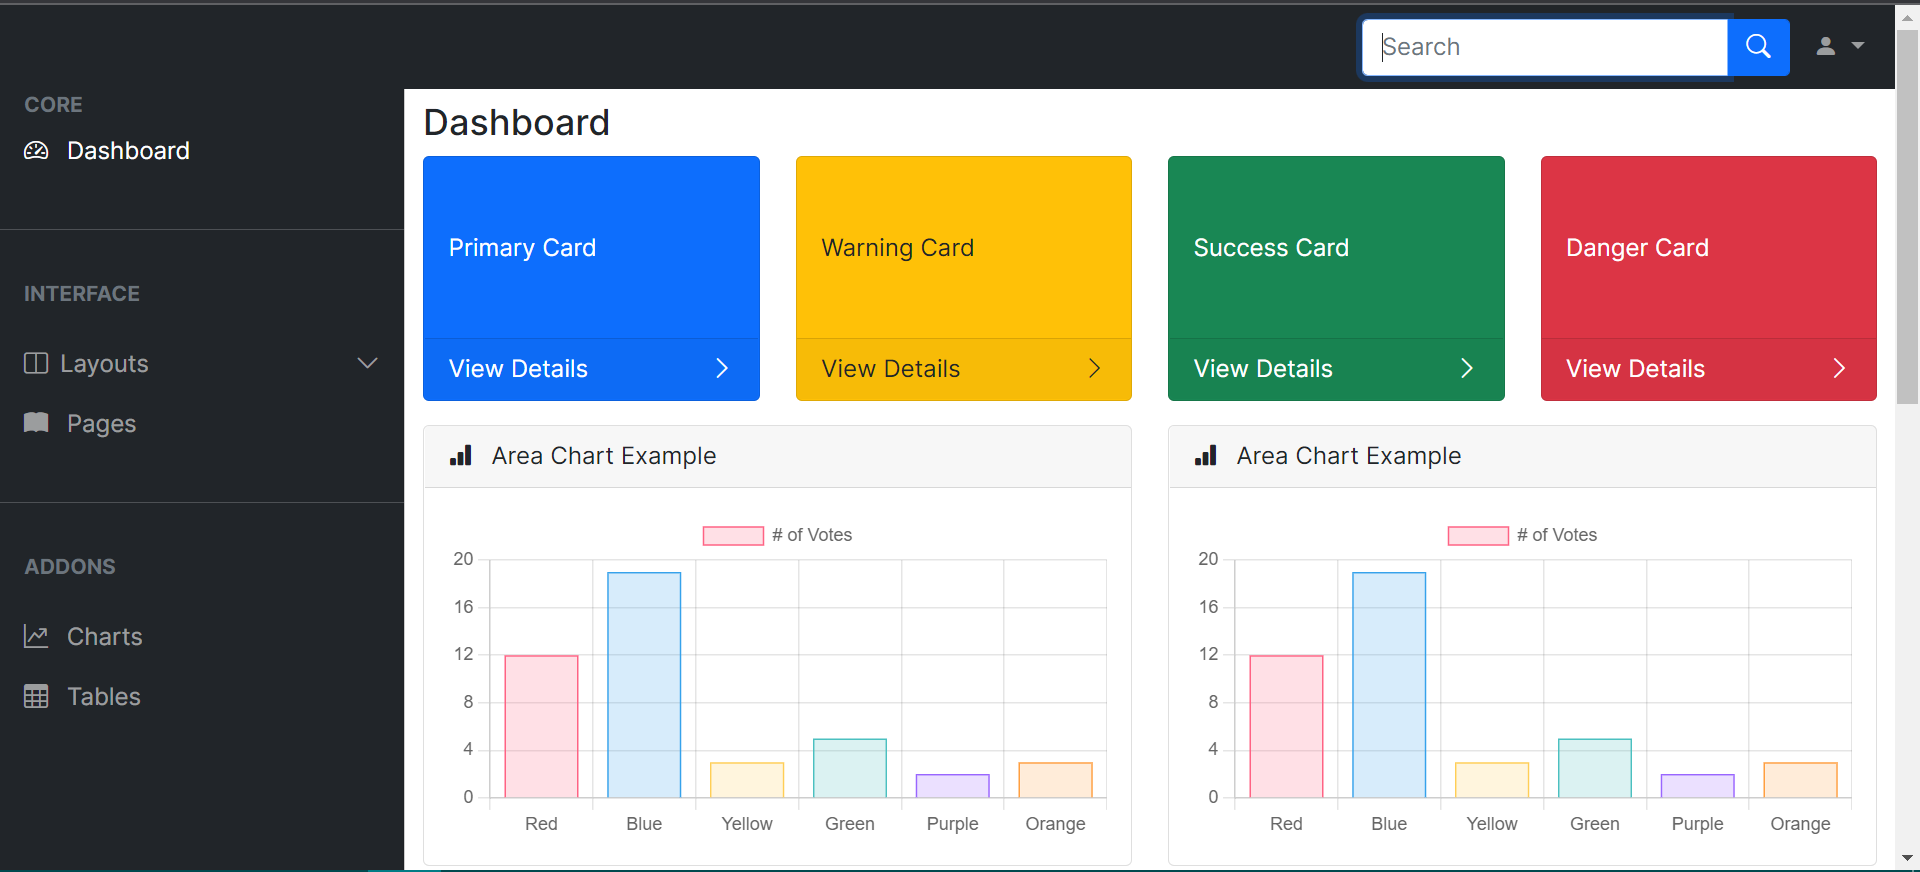 Search
CORE
Dashboard
INTERFACE
Layouts
Pages
ADDONS
Charts
Tables
Dashboard
Primary Card
View Details
Warning Card
View Details
Success Card
View Details
Danger Card
View Details
Area Chart Example
# of Votes
20
16
12
8
4
0
Red Blue Yellow Green Purple Orange
Area Chart Example
# of Votes
20
16
12
8
4
0
Red Blue Yellow Green Purple Orange